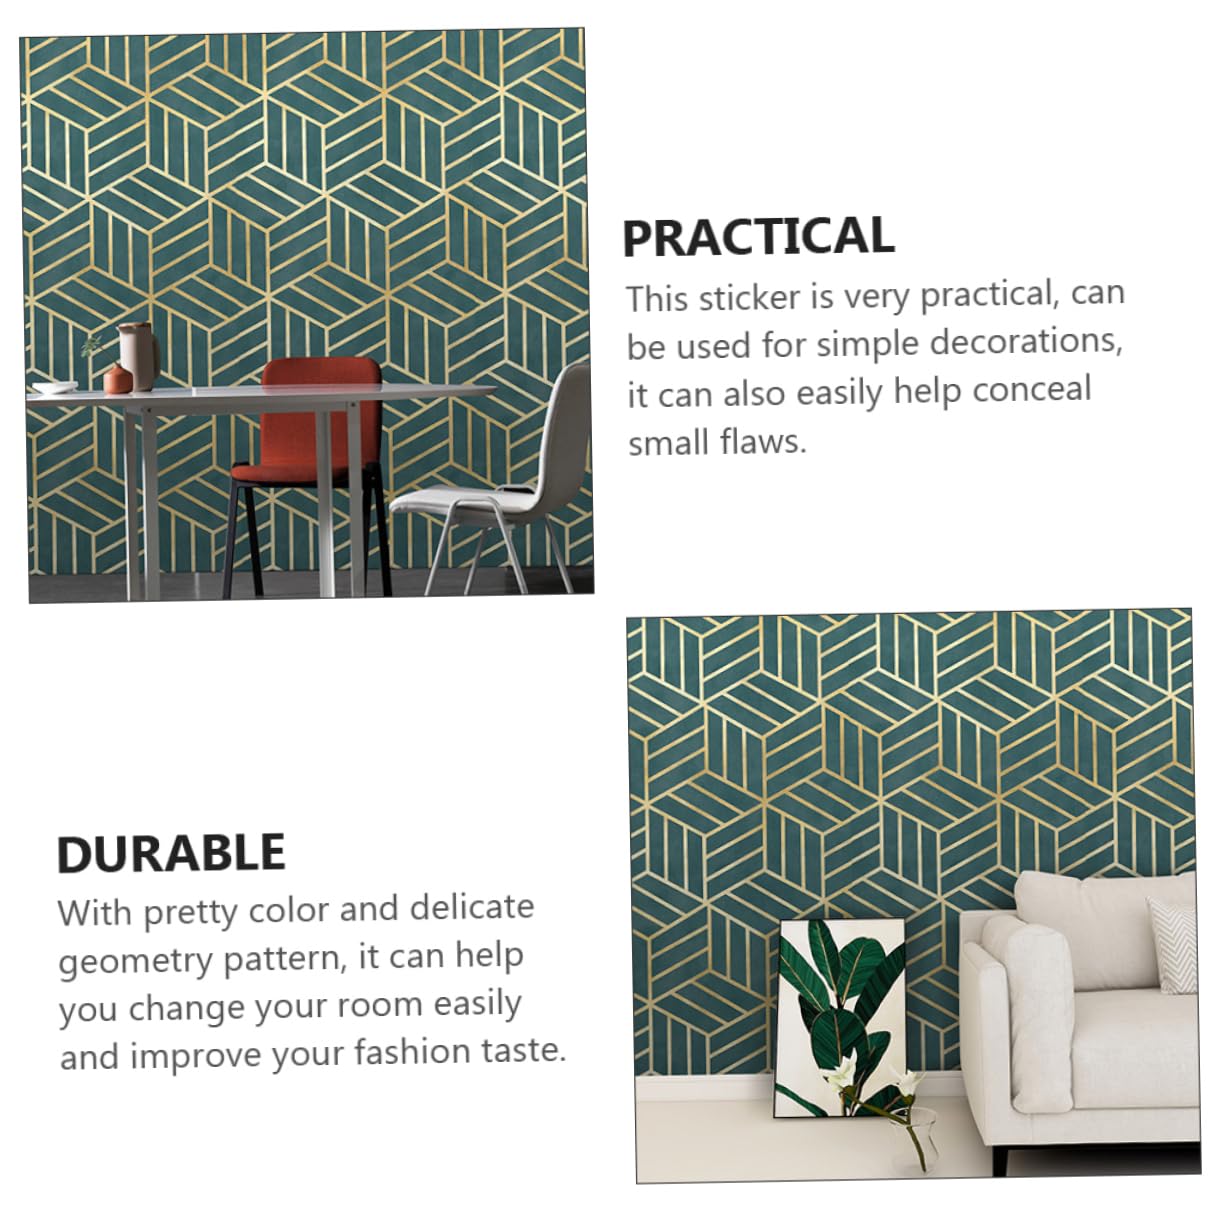 PRACTICAL
This sticker is very practical, can
be used for simple decorations,
it can also easily help conceal
small flaws.
DURABLE
With pretty color and delicate
geometry pattern, it can help
you change your room easily
and improve your fashion taste.